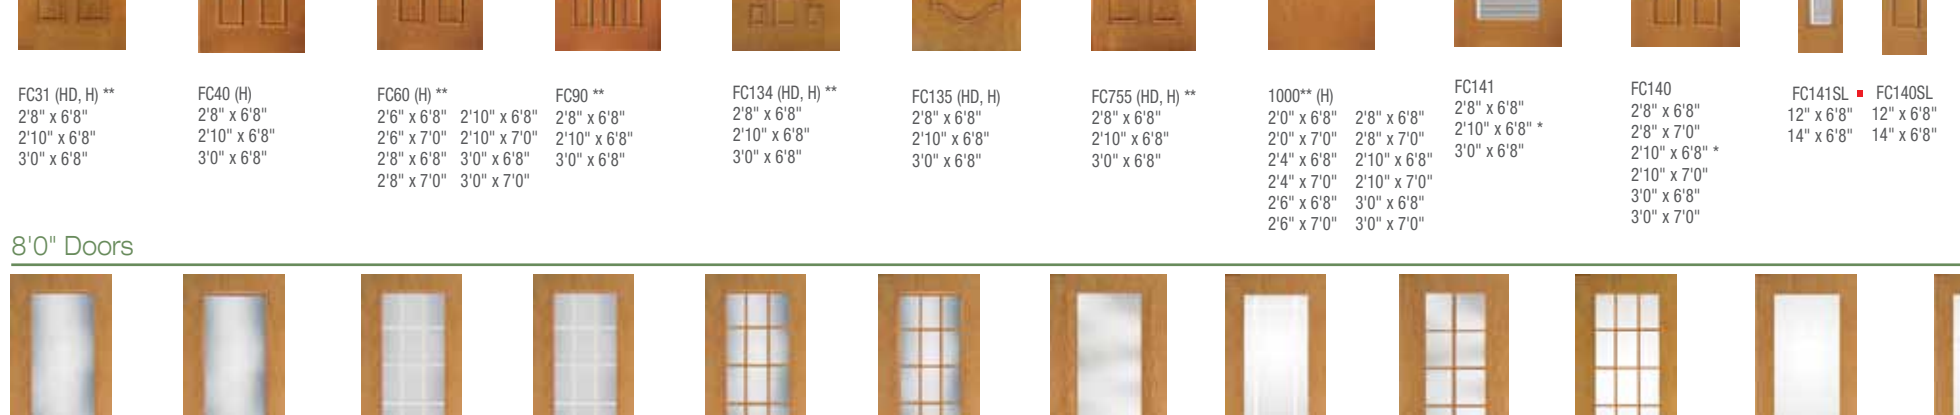 FC31 (HD, H) **
2'8" x 6'8"
2'10" x 6'8"
3'0" x 6'8"
FC40 (H)
2'8" x 6'8"
2'10" x 6'8"
3'0" x 6'8"
FC60 (H) **
2'6" x 6'8" 2'10" x 6'8"
2'6" x 7'0" 2'10" x 7'0"
2'8" x 6'8" 3'0" x 6'8"
2'8" x 7'0" 3'0" x 7'0"
FC90 **
2'8" x 6'8"
2'10" x 6'8"
3'0" x 6'8"
FC134 (HD, H) **
2'8" x 6'8"
2'10" x 6'8"
3'0" x 6'8"
FC135 (HD, H)
2'8" x 6'8"
2'10" x 6'8"
3'0" x 6'8"
FC755 (HD, H) **
2'8" x 6'8"
2'10" x 6'8"
3'0" x 6'8"
1000** (H)
2'0" x 6'8" 2'8" x 6'8"
2'0" x 7'0" 2'8" x 7'0"
2'4" x 6'8" 2'10" x 6'8"
2'4" x 7'0" 2'10" x 7'0"
2'6" x 6'8" 3'0" x 6'8"
2'6" x 7'0" 3'0" x 7'0"
FC141
2'8" x 6'8"
2'10" x 6'8" *
3'0" x 6'8"
FC140
2'8" x 6'8"
2'8" x 7'0"
2'10" x 6'8" *
2'10" x 7'0"
3'0" x 6'8"
3'0" x 7'0"
FC141SL
12" x 6'8"
14" x 6'8"
FC140SL
12" x 6'8"
14" x 6'8"
8'0" Doors